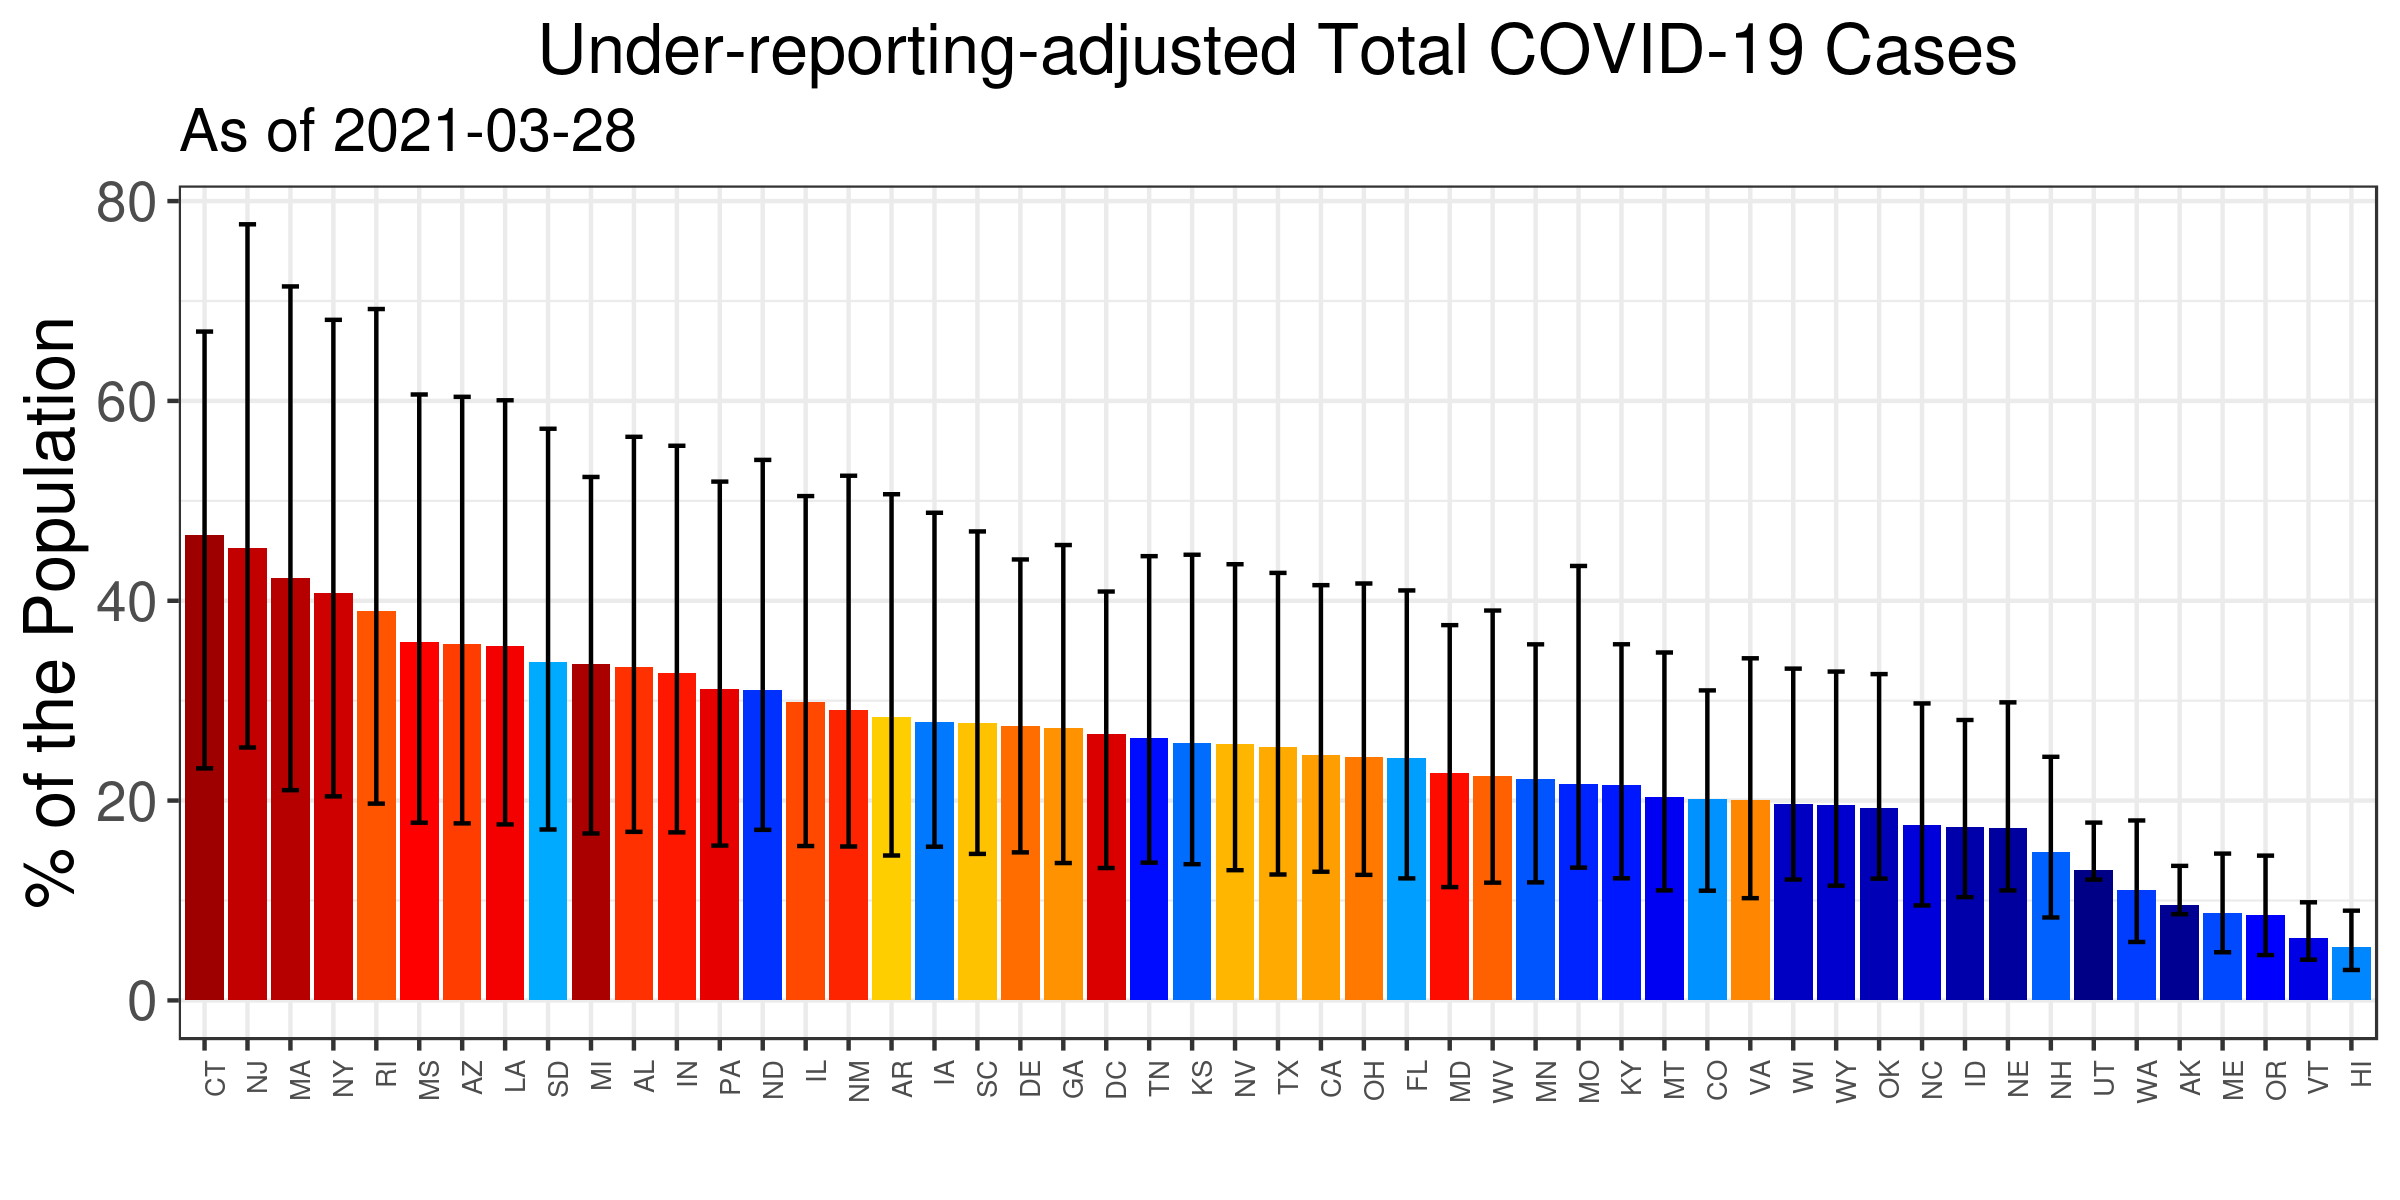 Under-reporting-adjusted Total COVID-19 Cases
As of 2021-03-28
% of the Population
80
60
40
20
0
CT NJ MA NY RI MS AZ LA SD MI AL IN PA ND IL NM AR IA SC DE GA DC TN KS NV TX CA OH FL MD WV MN MO KY MT CO VA WI WY OK NC ID NE NH UT WA AK ME OR VT HI